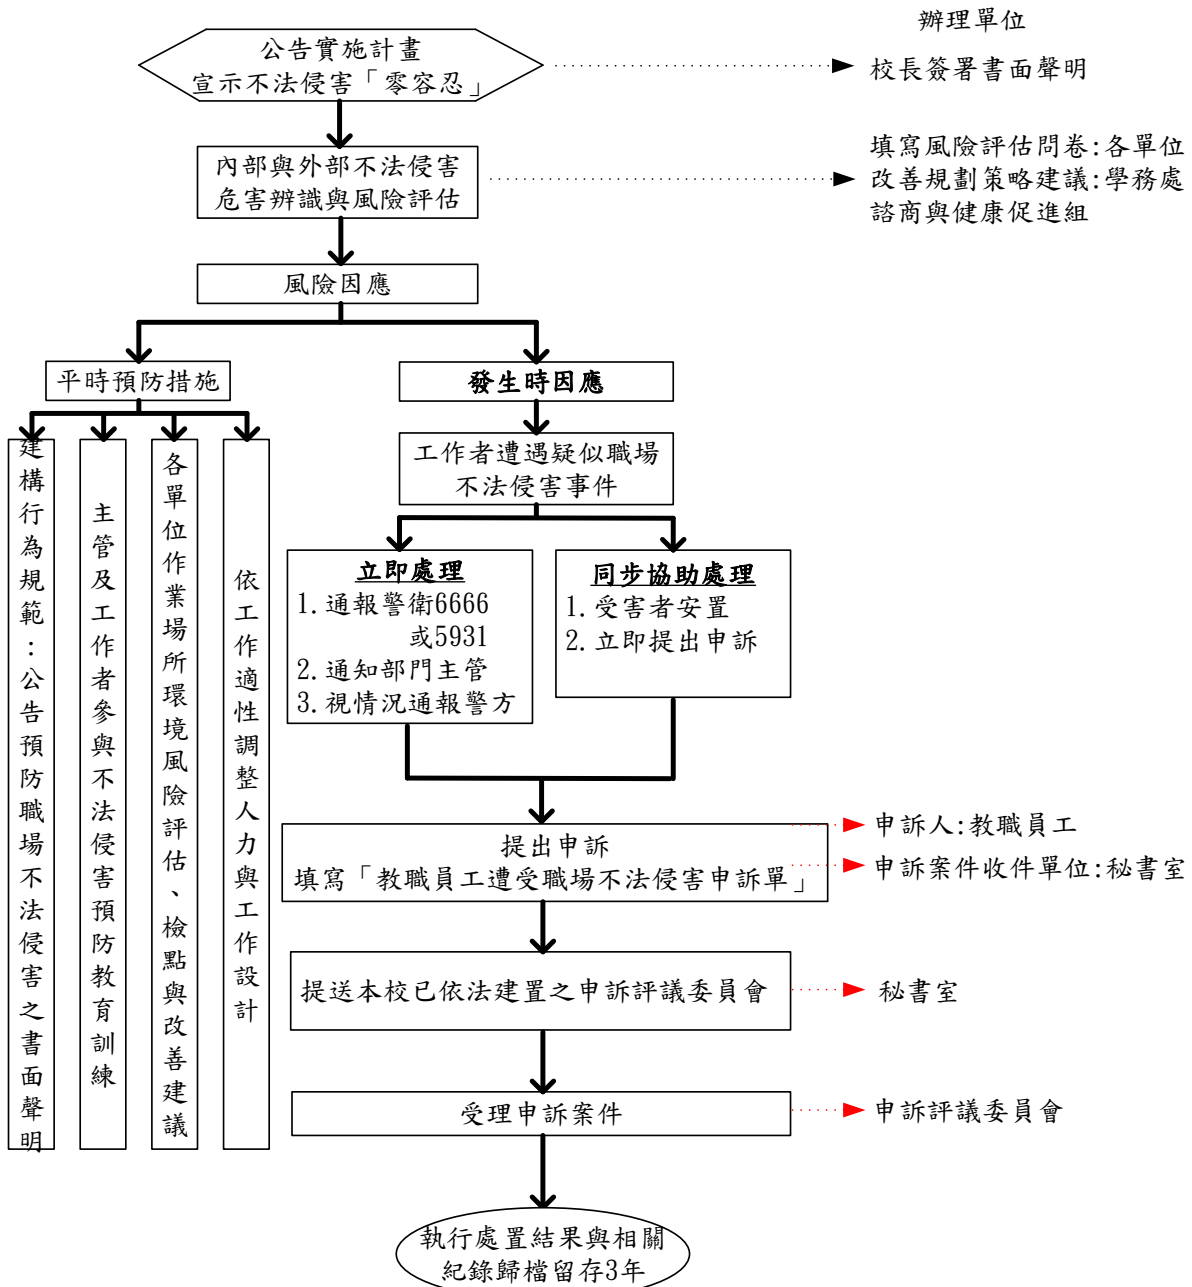 辦理單位
公告實施計畫
宣示不法侵害「零容忍」
校長簽署書面聲明
內部與外部不法侵害
危害辨識與風險評估
填寫風險評估問卷:各單位
改善規劃策略建議:學務處
諮商與健康促進組
風險因應
平時預防措施
發生時因應
建構行為規範:公告預防職場不法侵害之書面聲明
主管及工作者參與不法侵害預防教育訓練
各單位作業場所環境風險評估、檢點與改善建議
依工作適性調整人力與工作設計
工作者遭遇疑似職場
不法侵害事件
立即處理
1.通報警衛6666
或5931
2.通知部門主管
3.視情況通報警方
同步協助處理
1.受害者安置
2.立即提出申訴
提出申訴
填寫「教職員工遭受職場不法侵害申訴單」
申訴人:教職員工
申訴案件收件單位:秘書室
提送本校已依法建置之申訴評議委員會
秘書室
受理申訴案件
申訴評議委員會
執行處置結果與相關
紀錄歸檔留存3年